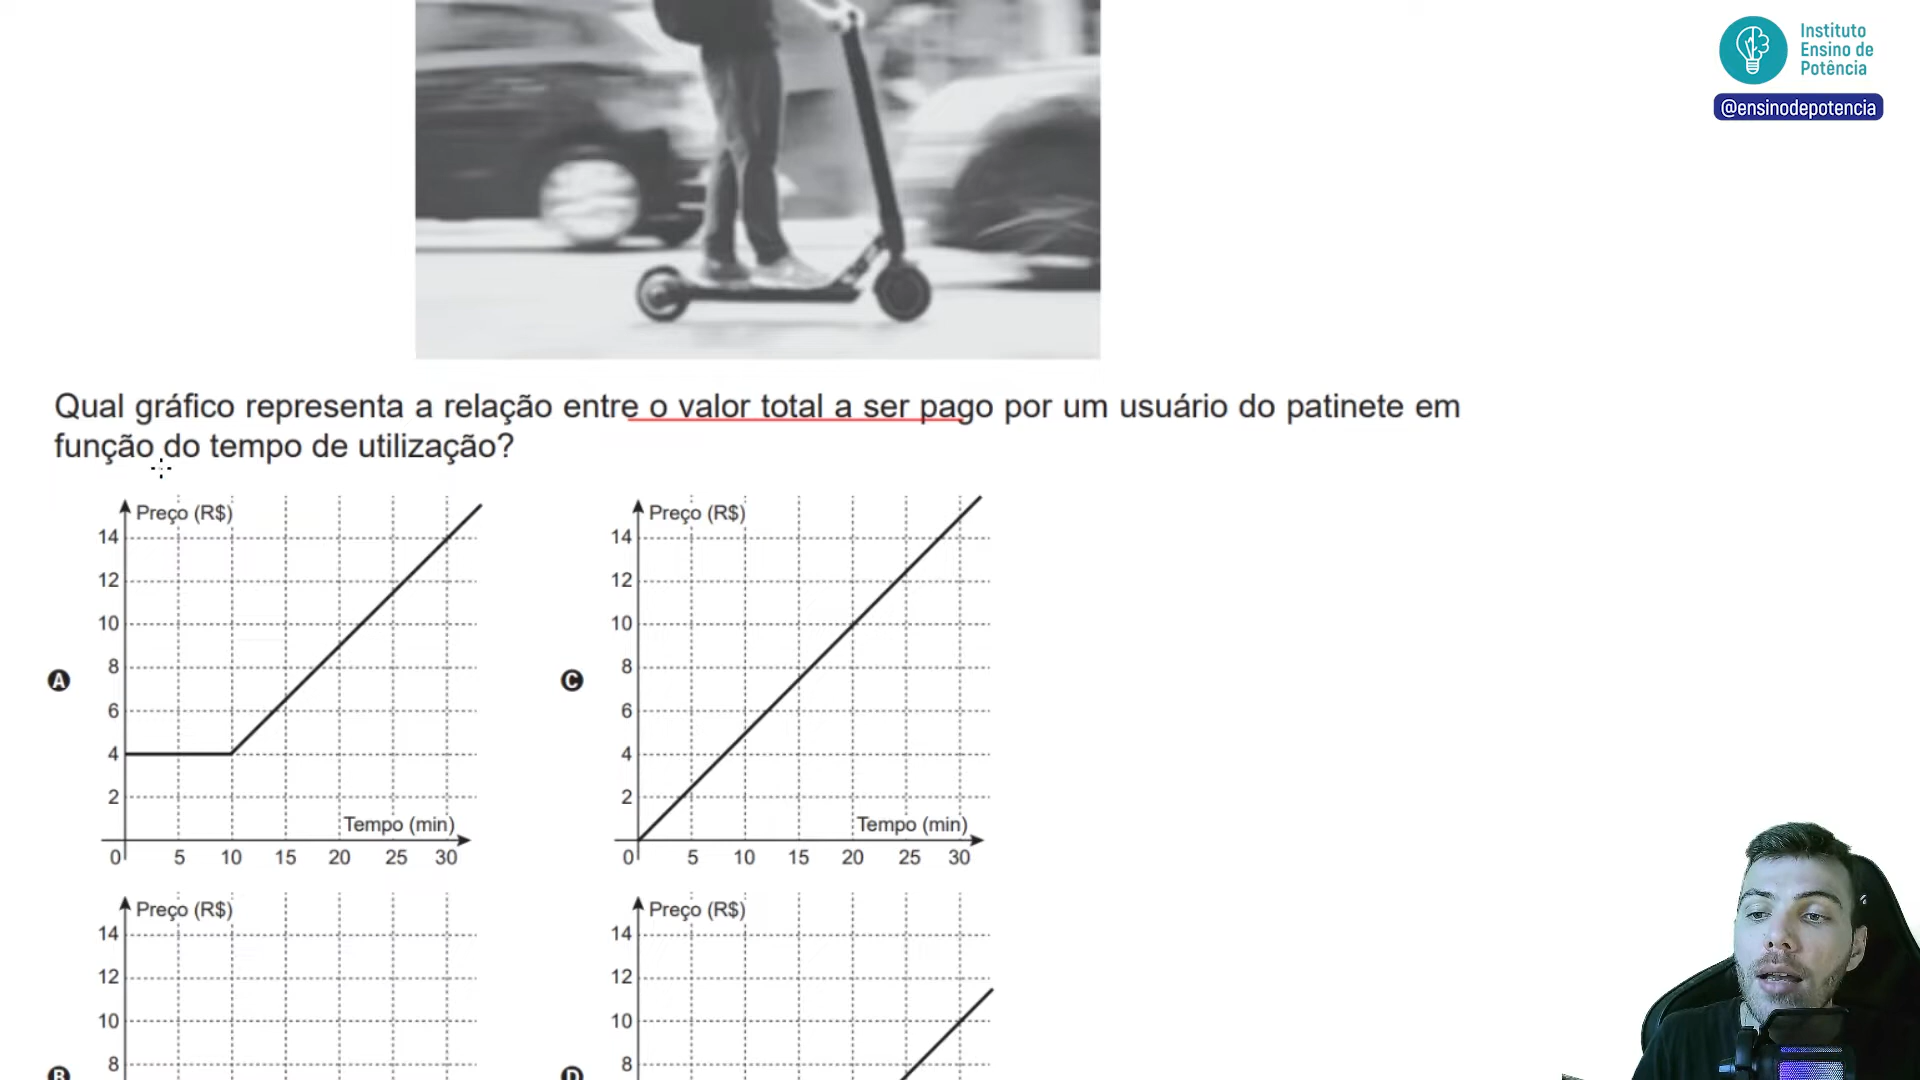 Instituto
Ensino de
Potência
@ensinodepotencia
Qual gráfico representa a relação entre o valor total a ser pago por um usuário do patinete em
função do tempo de utilização?
A
Preço (R$)
14
12
10
8
6
4
2
Tempo (min)
0 5 10 15 20 25 30
C
Preço (R$)
14
12
10
8
6
4
2
Tempo (min)
0 5 10 15 20 25 30
B
Preço (R$)
14
12
10
8
D
Preço (R$)
14
12
10
8